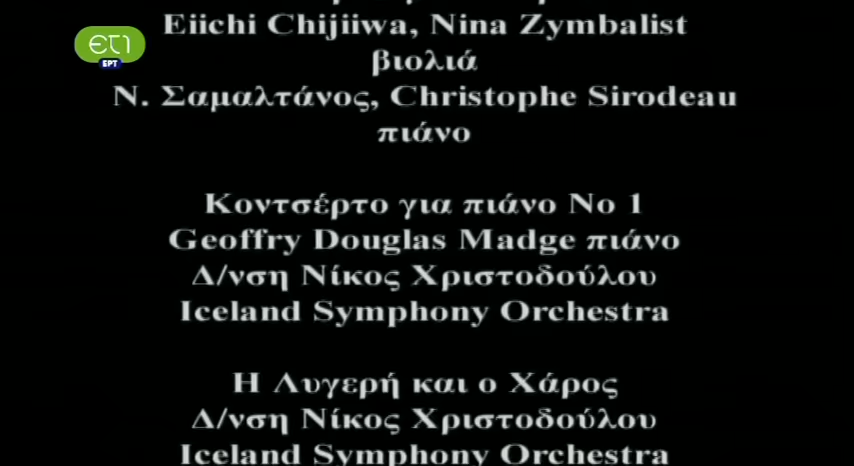 Eiichi Chijiiwa, Nina Zymbalist
βιολιά
Ν. Σαμαλτάνος, Christophe Sirodeau
πιάνο
Κοντσέρτο για πιάνο Νο 1
Geoffry Douglas Madge πιάνο
Δ/νση Νίκος Χριστοδούλου
Iceland Symphony Orchestra
Η Λυγερή και ο Χάρος
Δ/νση Νίκος Χριστοδούλου
Iceland Symphony Orchestra
ετ1
ΕΡΤ